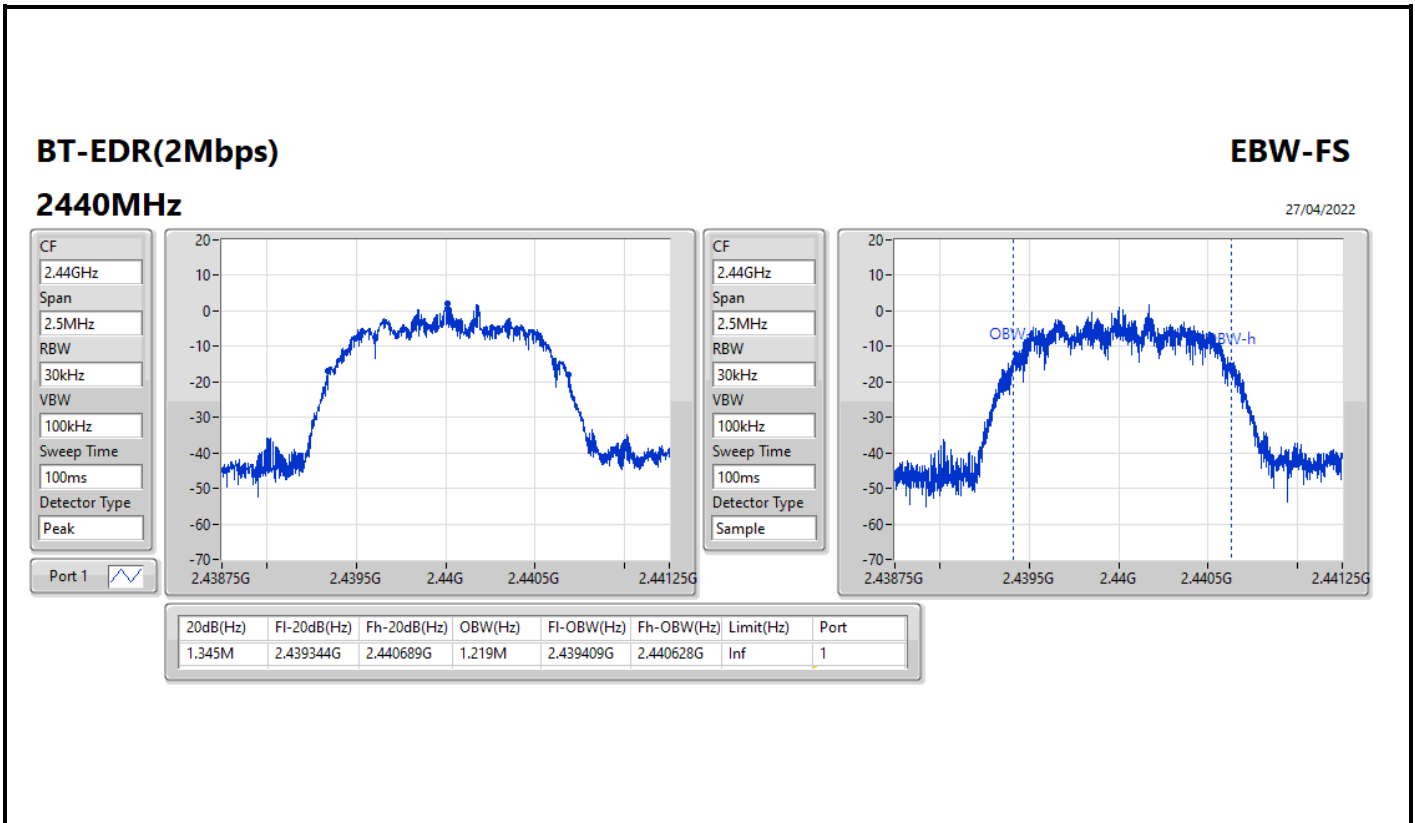 BT-EDR(2Mbps)
EBW-FS
2440MHz
27/04/2022
CF
2.44GHz
Span
2.5MHz
RBW
30kHz
VBW
100kHz
Sweep Time
100ms
Detector Type
Peak
Port 1
20
10
0
-10
-20
-30
-40
-50
-60
-70
2.43875G 2.4395G 2.44G 2.4405G 2.44125G
CF
2.44GHz
Span
2.5MHz
RBW
30kHz
VBW
100kHz
Sweep Time
100ms
Detector Type
Sample
20
10
0
-10
-20
-30
-40
-50
-60
-70
OBW
BW-h
2.43875G 2.4395G 2.44G 2.4405G 2.44125G
20dB(Hz) Fl-20dB(Hz) Fh-20dB(Hz) OBW(Hz) Fl-OBW(Hz) Fh-OBW(Hz) Limit(Hz) Port
1.345M 2.439344G 2.440689G 1.219M 2.439409G 2.440628G Inf 1